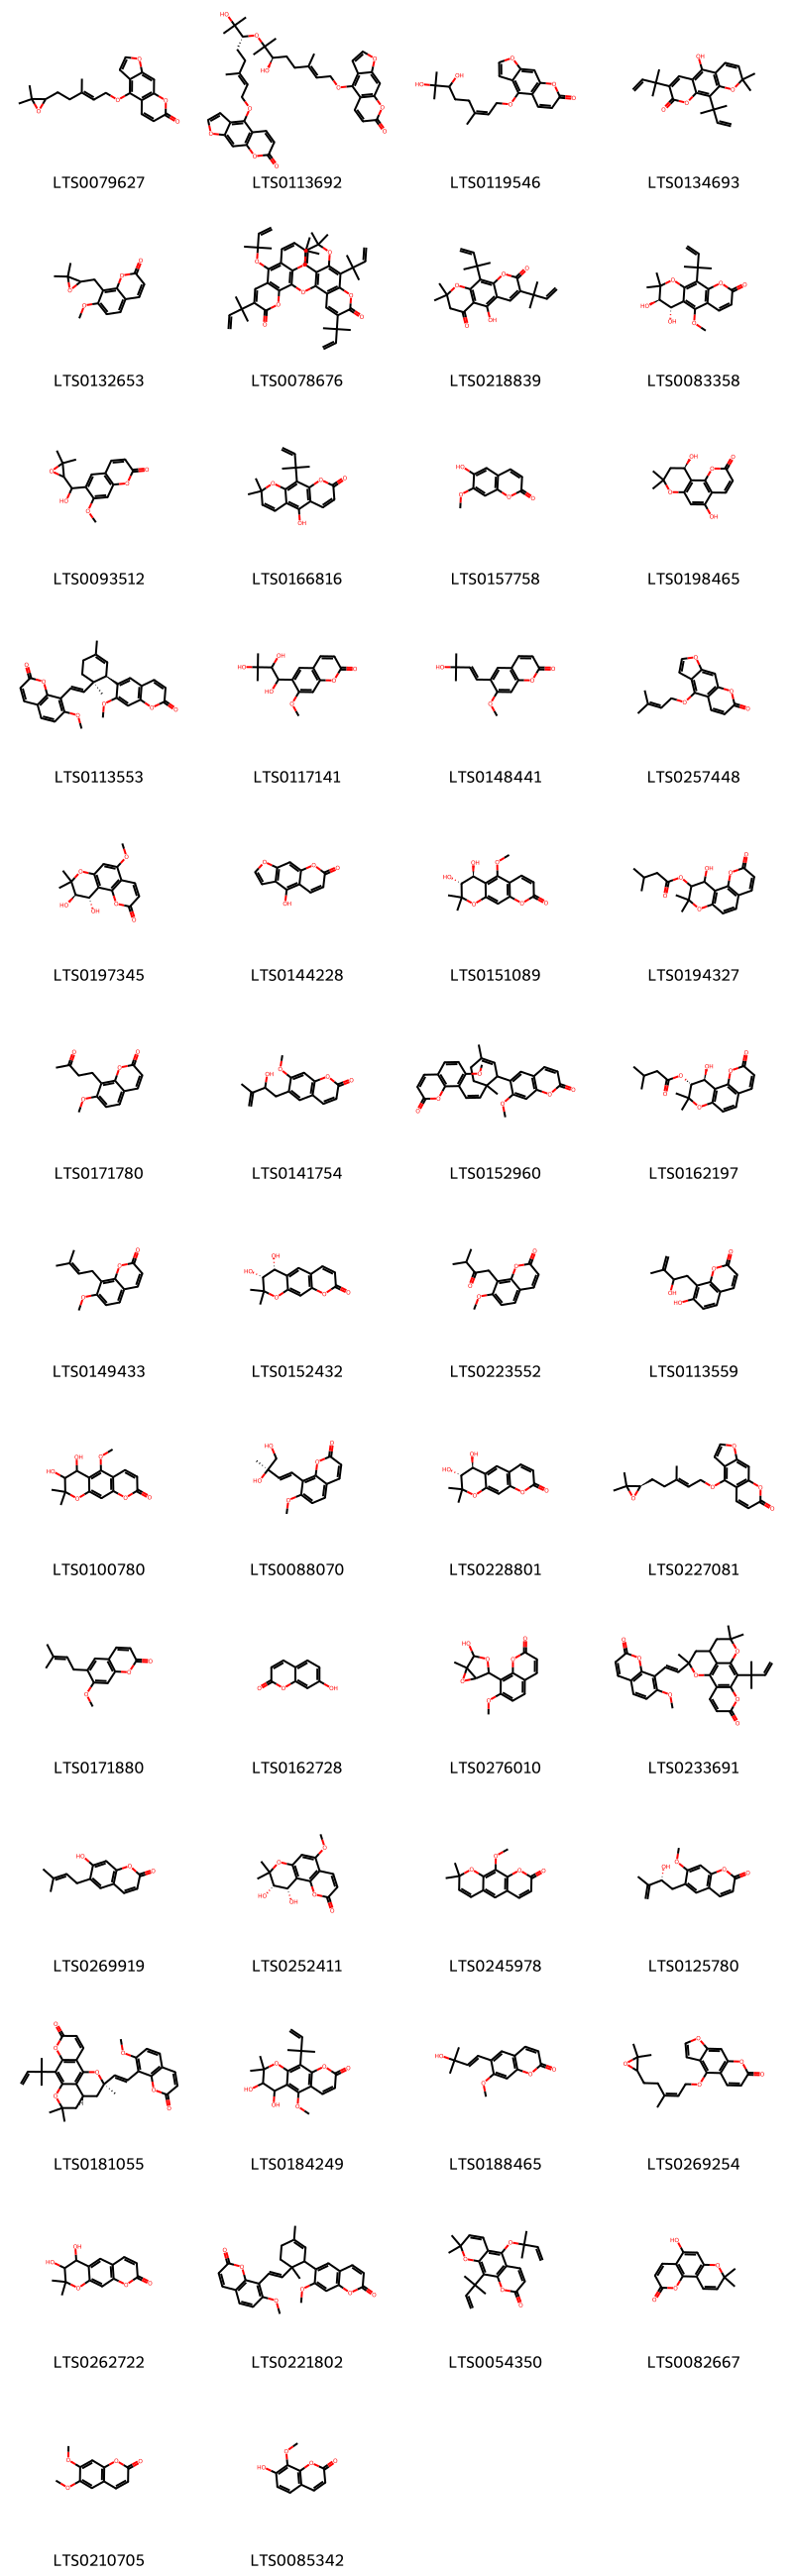 LTS0079627 LTS0113692 LTS0119546 LTS0134693
LTS0132653 LTS0078676 LTS0218839 LTS0083358
LTS0093512 LTS0166816 LTS0157758 LTS0198465
LTS0113553 LTS0117141 LTS0148441 LTS0257448
LTS0197345 LTS0144228 LTS0151089 LTS0194327
LTS0171780 LTS0141754 LTS0152960 LTS0162197
LTS0149433 LTS0152432 LTS0223552 LTS0113559
LTS0100780 LTS0088070 LTS0228801 LTS0227081
LTS0171880 LTS0162728 LTS0276010 LTS0233691
LTS0269919 LTS0252411 LTS0245978 LTS0125780
LTS0181055 LTS0184249 LTS0188465 LTS0269254
LTS0262722 LTS0221802 LTS0054350 LTS0082667
LTS0210705 LTS0085342